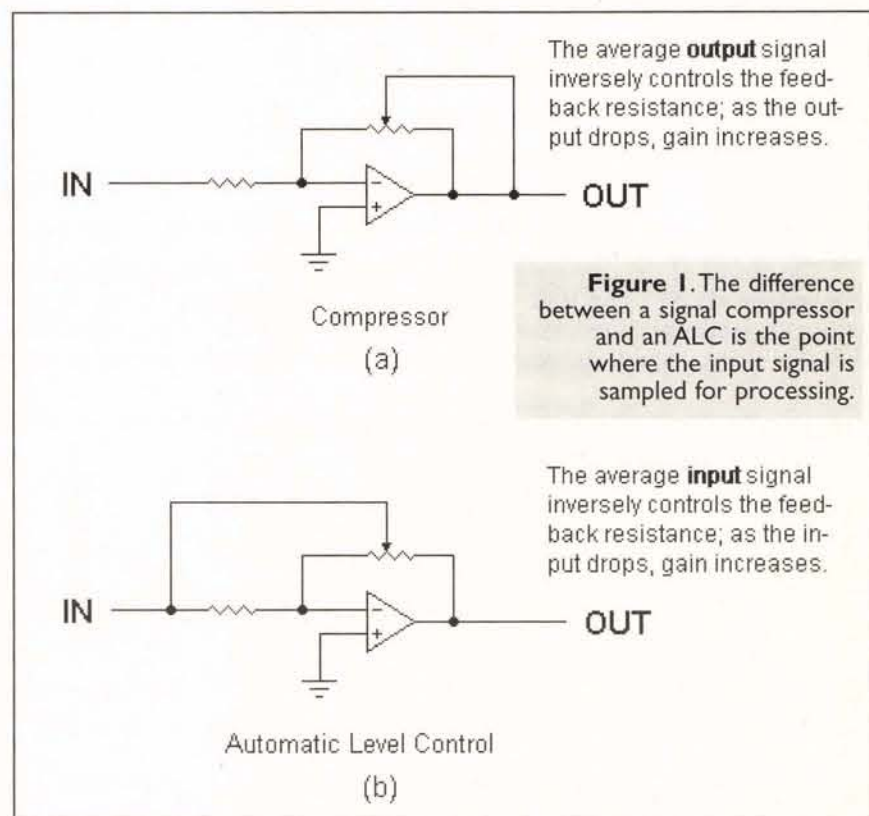 The average output signal
inversely controls the feed-
back resistance; as the out-
put drops, gain increases.
IN
−
+
OUT
Compressor
(a)
Figure 1. The difference
between a signal compressor
and an ALC is the point
where the input signal is
sampled for processing.
The average input signal
inversely controls the feed-
back resistance; as the in-
put drops, gain increases.
IN
−
+
OUT
Automatic Level Control
(b)